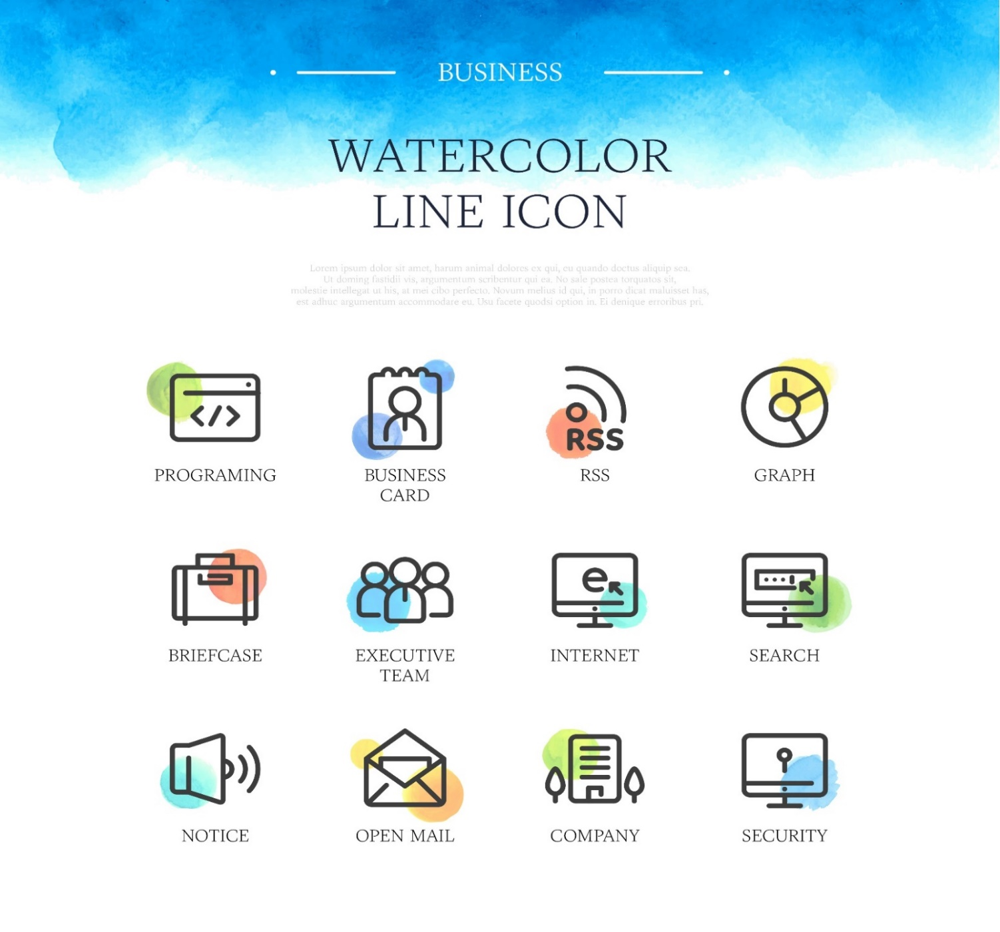 BUSINESS
WATERCOLOR
LINE ICON
Lorem ipsum dolor sit amet, harum animal dolores ex qui, eu quando doctus aliquip sea.
Ut doming fastidii vis, argumentum scribentur qui ea. No sale postea torquatos sit,
molestie intellegat ut his, at mei cibo perfecto. Novum melius id qui, in porro dicat maluisset has,
est adhuc argumentum accommodare eu. Usu facete quodsi option in. Ei denique erroribus pri.
</>
RSS
PROGRAMING
BUSINESS
CARD
RSS
GRAPH
e
BRIEFCASE
EXECUTIVE
TEAM
INTERNET
SEARCH
NOTICE
OPEN MAIL
COMPANY
SECURITY